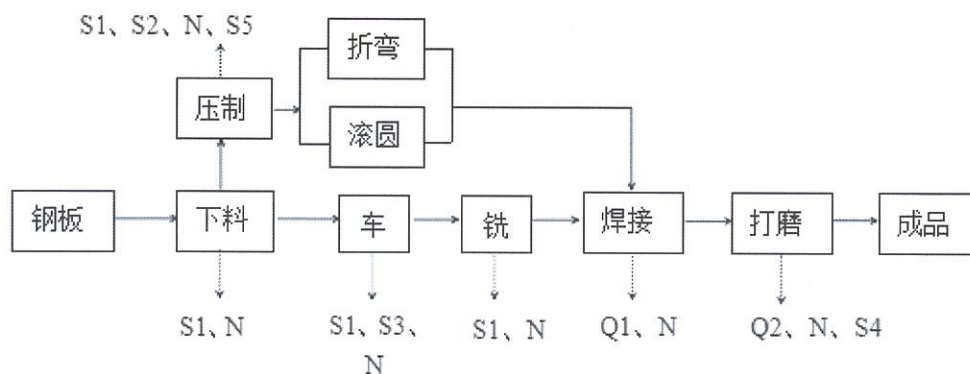 S1、S2、N、S5
折弯
压制
滚圆
钢板
下料
车
铣
焊接
打磨
成品
S1、N
S1、S3、
N
S1、N
Q1、N
Q2、N、S4